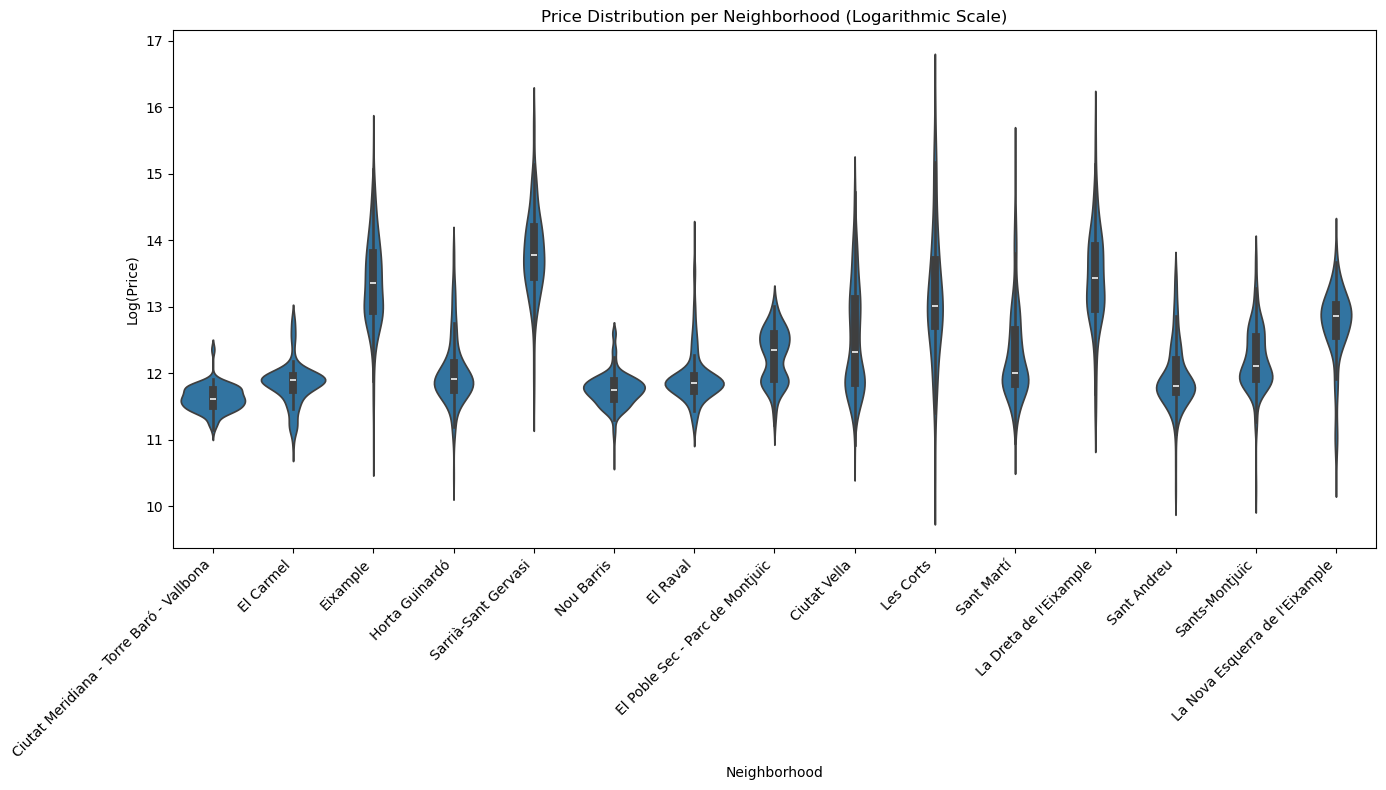 Price Distribution per Neighborhood (Logarithmic Scale)
Log(Price)
17
16
15
14
13
12
11
10
Ciutat Meridiana - Torre Baró - Vallbona
El Carmel
Eixample
Horta Guinardó
Sarrià-Sant Gervasi
Nou Barris
El Raval
El Poble Sec - Parc de Montjuïc
Ciutat Vella
Les Corts
Sant Martí
La Dreta de l'Eixample
Sant Andreu
Sants-Montjuïc
La Nova Esquerra de l'Eixample
Neighborhood